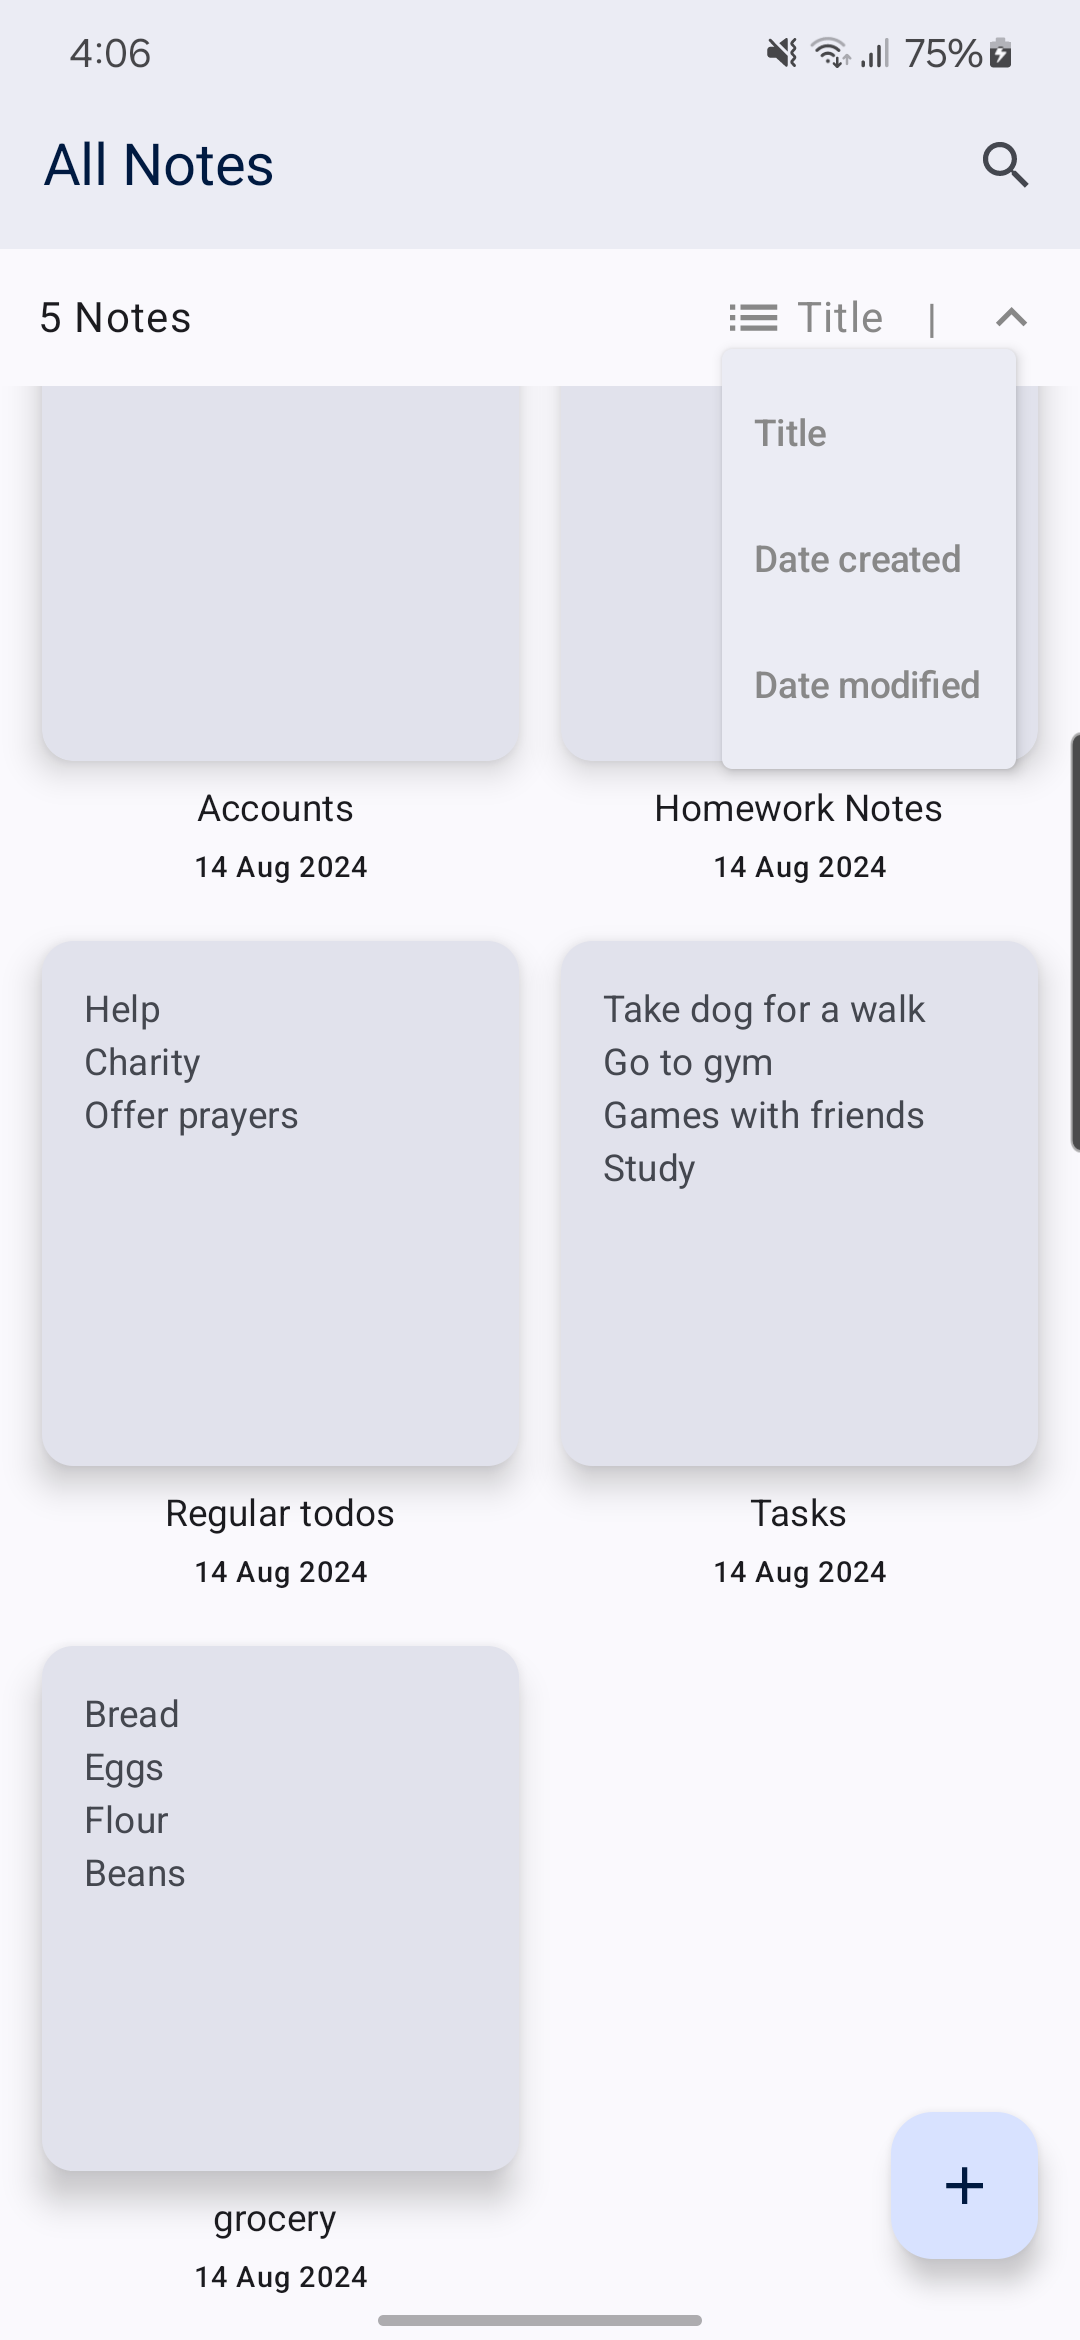 4:06
75%
All Notes
5 Notes
Title |
Title
Date created
Date modified
Accounts
14 Aug 2024
Homework Notes
14 Aug 2024
Help
Charity
Offer prayers
Regular todos
14 Aug 2024
Take dog for a walk
Go to gym
Games with friends
Study
Tasks
14 Aug 2024
Bread
Eggs
Flour
Beans
grocery
14 Aug 2024